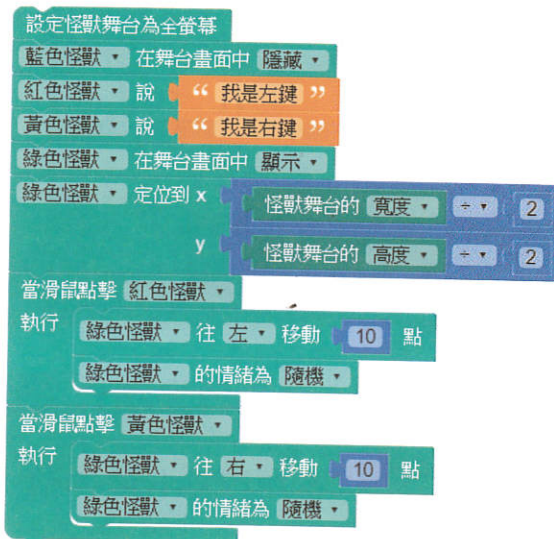 設定怪獸舞台為全螢幕
藍色怪獸 在舞台畫面中 隱藏
紅色怪獸 說 “ 我是左鍵 ”
黃色怪獸 說 “ 我是右鍵 ”
綠色怪獸 在舞台畫面中 顯示
綠色怪獸 定位到 x 怪獸舞台的 寬度 ÷ 2
y 怪獸舞台的 高度 ÷ 2
當滑鼠點擊 紅色怪獸
執行 綠色怪獸 往 左 移動 10 點
綠色怪獸 的情緒為 隨機
當滑鼠點擊 黃色怪獸
執行 綠色怪獸 往 右 移動 10 點
綠色怪獸 的情緒為 隨機